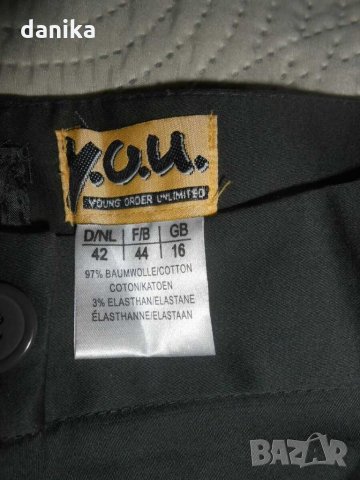 danika
y.o.u.
YOUNG ORDER UNLIMITED
D/NL F/B GB
42 44 16
97% BAUMWOLLE/COTTON
COTON/KATOEN
3% ELASTHAN/ELASTANE
ÉLASTHANNE/ELASTAAN
BAZAR